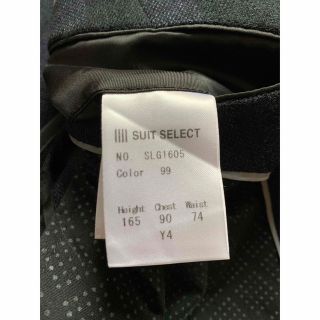 SUIT SELECT
NO. SLG1605
Color 99
Height Chest Waist
165 90 74
Y4